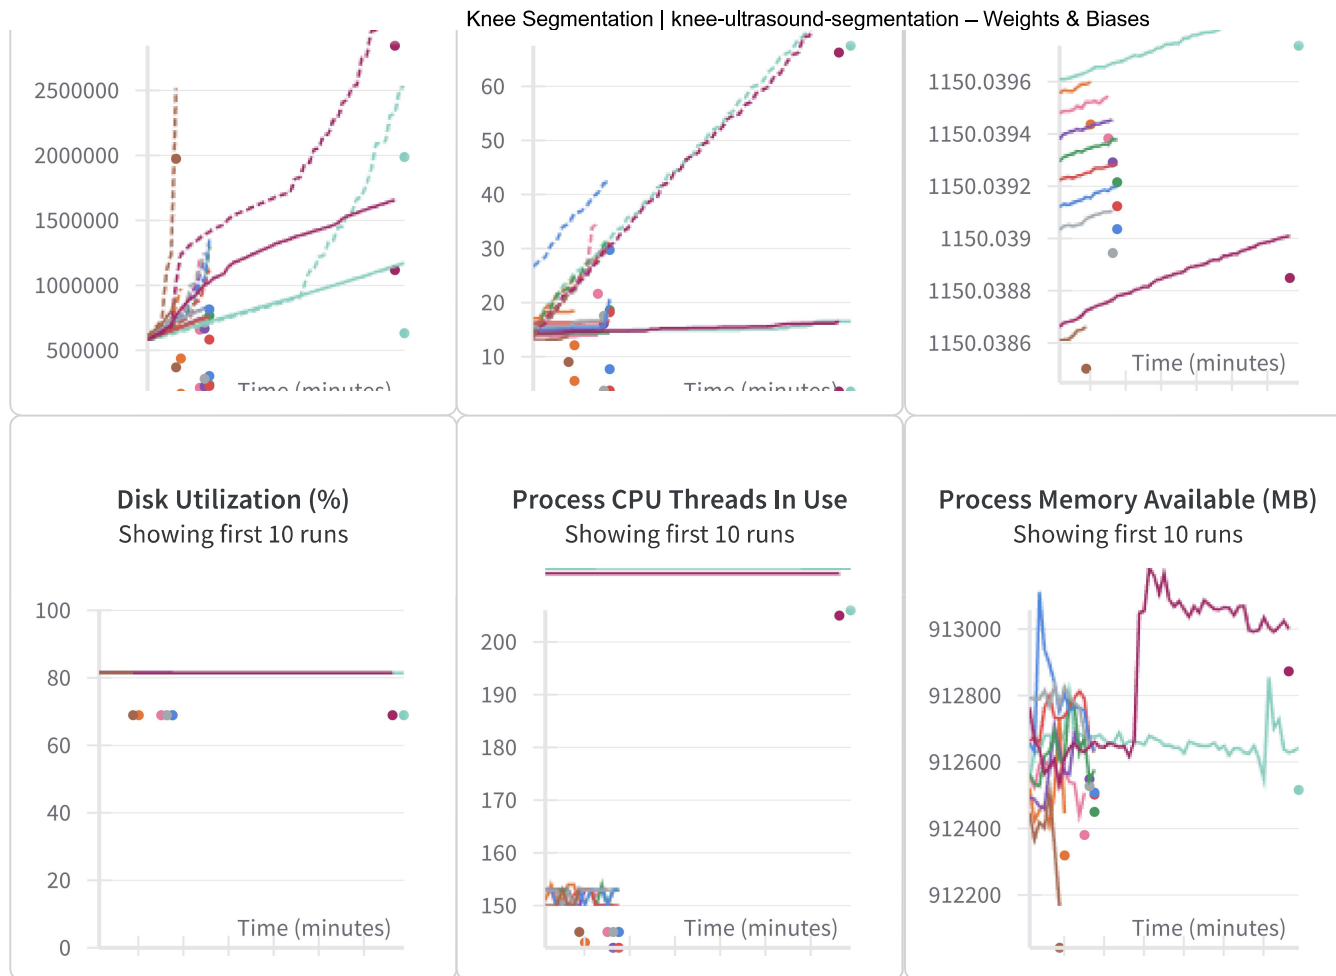 Knee Segmentation | knee-ultrasound-segmentation – Weights & Biases
2500000
2000000
1500000
1000000
500000
Time (minutes)
60
50
40
30
20
10
Time (minutes)
1150.0396
1150.0394
1150.0392
1150.039
1150.0388
1150.0386
Time (minutes)
Disk Utilization (%)
Showing first 10 runs
100
80
60
40
20
0
Time (minutes)
Process CPU Threads In Use
Showing first 10 runs
200
190
180
170
160
150
Time (minutes)
Process Memory Available (MB)
Showing first 10 runs
913000
912800
912600
912400
912200
Time (minutes)